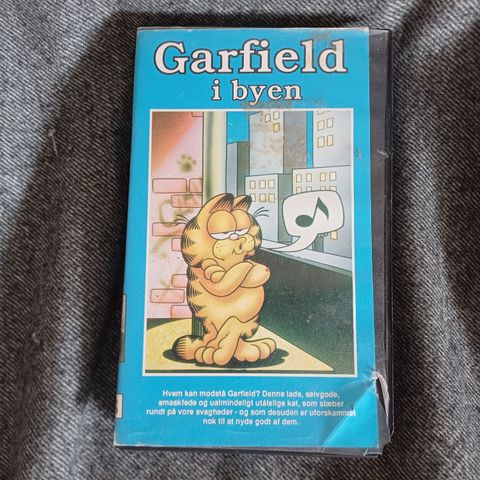 Garfield
i byen
Hvem kan modstå Garfield? Denne lade, selvgode,
smaskfede og ualmindeligt utålelige kat, som slæber
rundt på vore svagheder - og som desuden er uforskammet
nok til at nyde godt af dem.